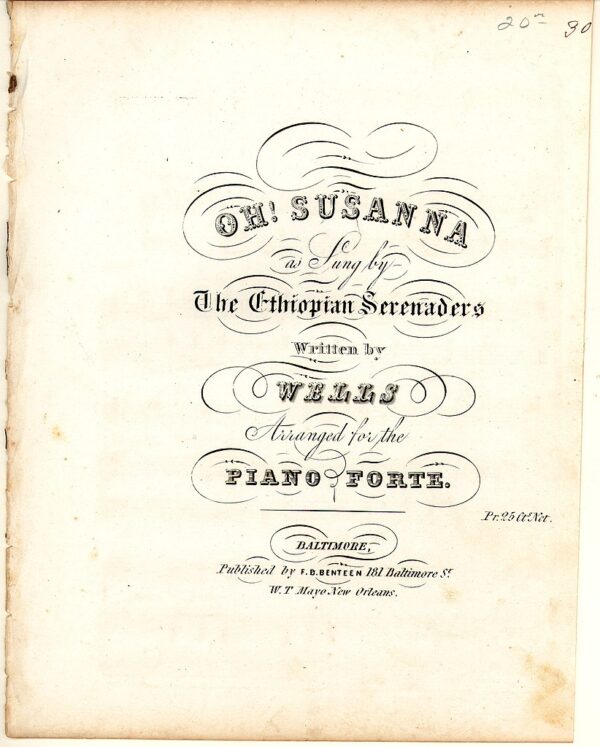 20
30
OH! SUSANNA
as Sung by
The Ethiopian Serenaders
Written by
WELLS
Arranged for the
PIANO FORTE.
Pr. 25 Cts. Net.
BALTIMORE,
Published by F. D. BENTEEN 181 Baltimore St.
W. T. Mayo New Orleans.